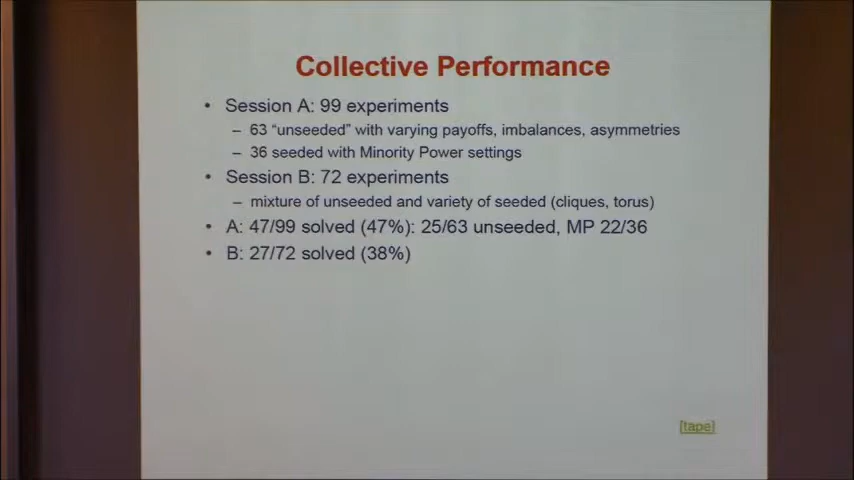 Collective Performance
• Session A: 99 experiments
– 63 "unseeded" with varying payoffs, imbalances, asymmetries
– 36 seeded with Minority Power settings
• Session B: 72 experiments
– mixture of unseeded and variety of seeded (cliques, torus)
• A: 47/99 solved (47%): 25/63 unseeded, MP 22/36
• B: 27/72 solved (38%)
[tape]